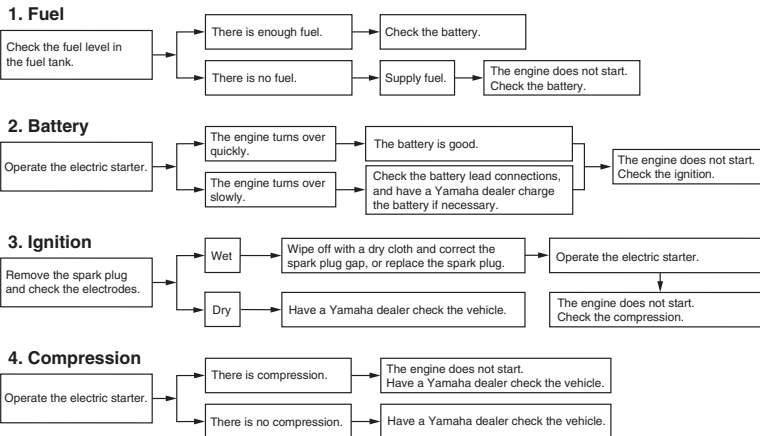 1. Fuel
Check the fuel level in
the fuel tank.
There is enough fuel.
Check the battery.
There is no fuel.
Supply fuel.
The engine does not start.
Check the battery.
2. Battery
Operate the electric starter.
The engine turns over
quickly.
The battery is good.
The engine turns over
slowly.
Check the battery lead connections,
and have a Yamaha dealer charge
the battery if necessary.
The engine does not start.
Check the ignition.
3. Ignition
Remove the spark plug
and check the electrodes.
Wet
Wipe off with a dry cloth and correct the
spark plug gap, or replace the spark plug.
Operate the electric starter.
Dry
Have a Yamaha dealer check the vehicle.
The engine does not start.
Check the compression.
4. Compression
Operate the electric starter.
There is compression.
The engine does not start.
Have a Yamaha dealer check the vehicle.
There is no compression.
Have a Yamaha dealer check the vehicle.